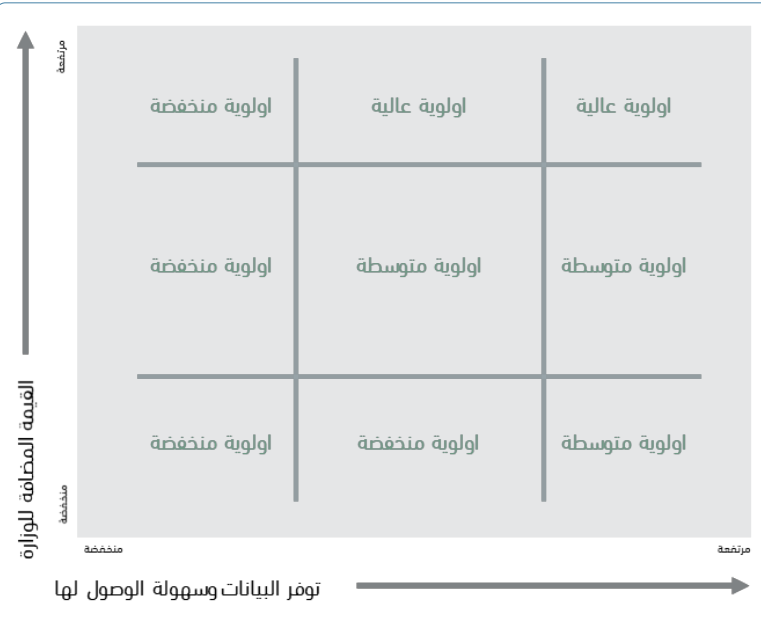 القيمة المضافة للوزارة
مرتفعة
اولوية عالية
اولوية عالية
اولوية منخفضة
اولوية متوسطة
اولوية متوسطة
اولوية منخفضة
اولوية متوسطة
اولوية منخفضة
اولوية منخفضة
منخفضة
مرتفعة
منخفضة
توفر البيانات وسهولة الوصول لها